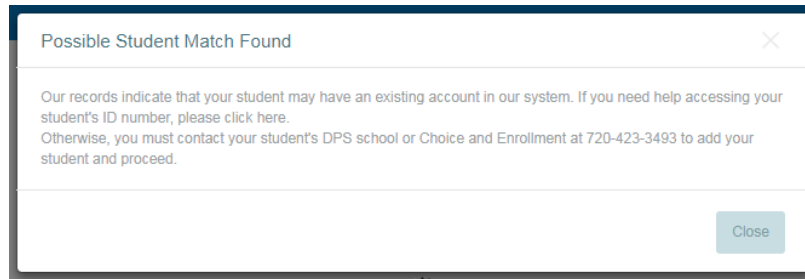 Possible Student Match Found
Our records indicate that your student may have an existing account in our system. If you need help accessing your
student's ID number, please click here.
Otherwise, you must contact your student's DPS school or Choice and Enrollment at 720-423-3493 to add your
student and proceed.
Close